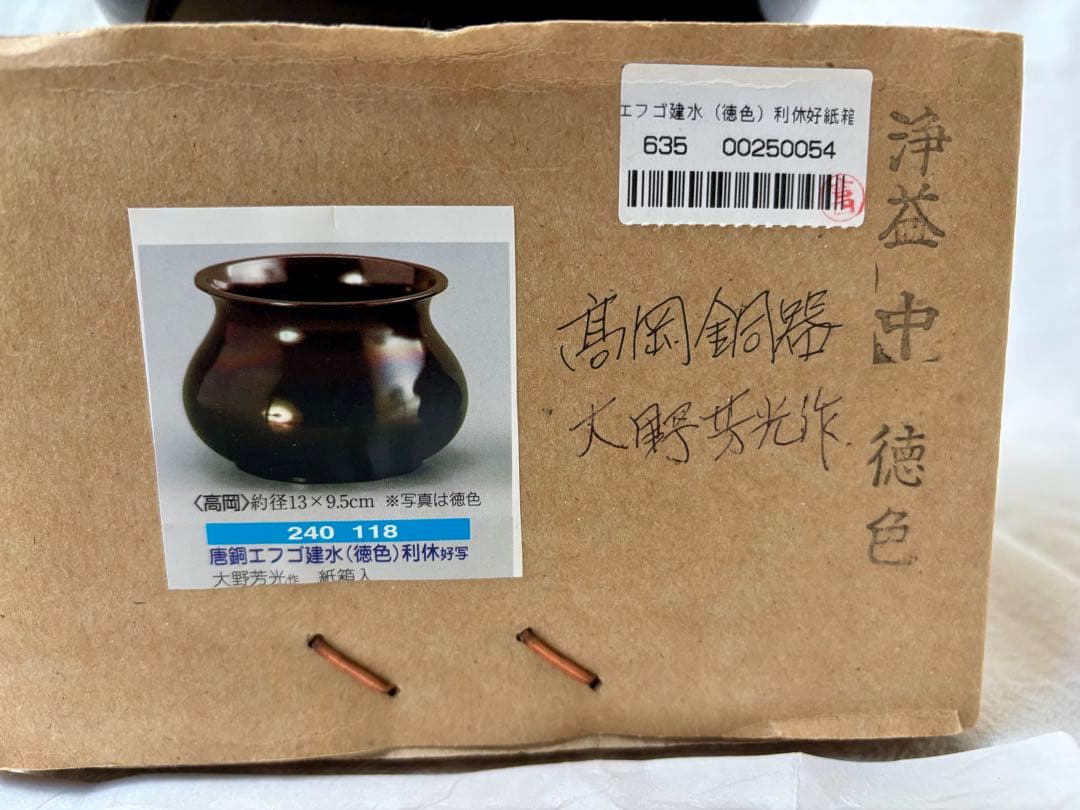 エフゴ建水（徳色）利休好紙箱
635 00250054
浄益 中 徳色
高岡銅器
大野芳光作
〈高岡〉約径13×9.5cm ※写真は徳色
240 118
唐銅エフゴ建水（徳色）利休好写
大野芳光作 紙箱入